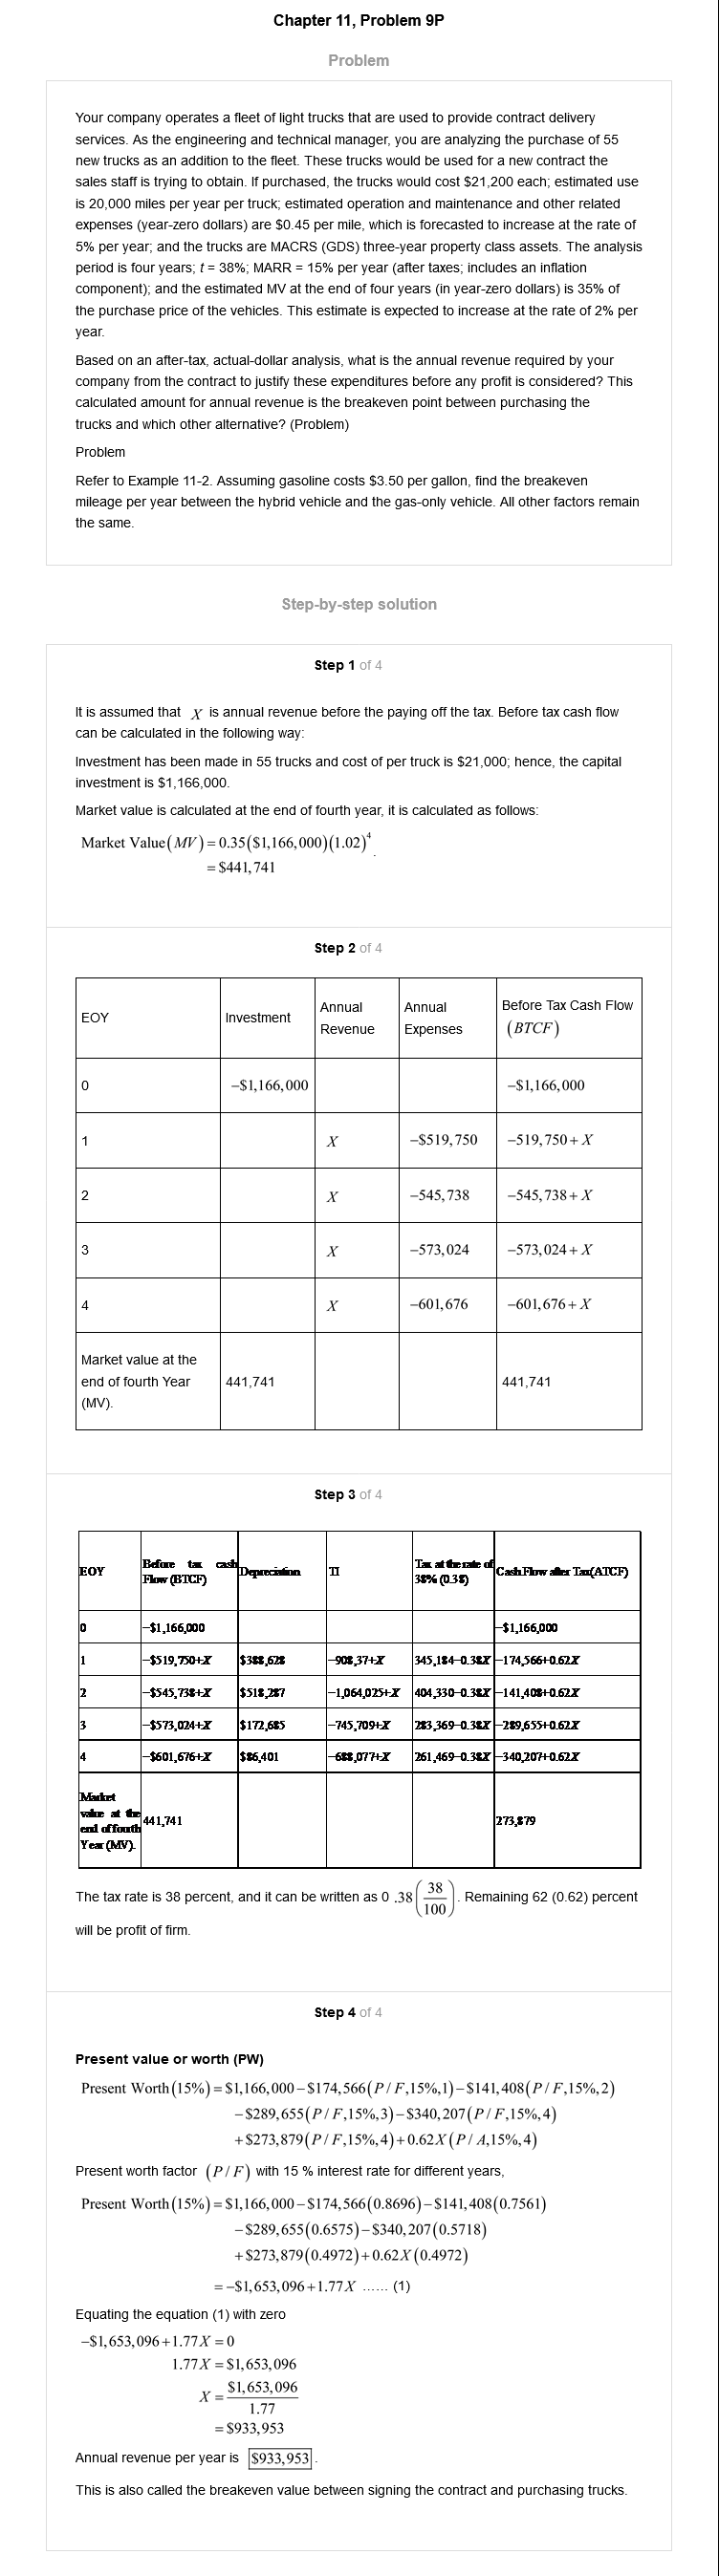 Chapter 11, Problem 9P
Problem
Your company operates a fleet of light trucks that are used to provide contract delivery
services. As the engineering and technical manager, you are analyzing the purchase of 55
new trucks as an addition to the fleet. These trucks would be used for a new contract the
sales staff is trying to obtain. If purchased, the trucks would cost $21,200 each; estimated use
is 20,000 miles per year per truck; estimated operation and maintenance and other related
expenses (year-zero dollars) are $0.45 per mile, which is forecasted to increase at the rate of
5% per year; and the trucks are MACRS (GDS) three-year property class assets. The analysis
period is four years; t = 38%; MARR = 15% per year (after taxes; includes an inflation
component); and the estimated MV at the end of four years (in year-zero dollars) is 35% of
the purchase price of the vehicles. This estimate is expected to increase at the rate of 2% per
year.
Based on an after-tax, actual-dollar analysis, what is the annual revenue required by your
company from the contract to justify these expenditures before any profit is considered? This
calculated amount for annual revenue is the breakeven point between purchasing the
trucks and which other alternative? (Problem)
Problem
Refer to Example 11-2. Assuming gasoline costs $3.50 per gallon, find the breakeven
mileage per year between the hybrid vehicle and the gas-only vehicle. All other factors remain
the same.
Step-by-step solution
Step 1 of 4
It is assumed that X is annual revenue before the paying off the tax. Before tax cash flow
can be calculated in the following way:
Investment has been made in 55 trucks and cost of per truck is $21,000; hence, the capital
investment is $1,166,000.
Market value is calculated at the end of fourth year, it is calculated as follows:
Market Value(MV) = 0.35($1,166,000)(1.02)^4.
= $441,741
Step 2 of 4
EOY Investment Annual Revenue Annual Expenses Before Tax Cash Flow (BTCF)
0 −$1,166,000 −$1,166,000
1 X −$519,750 −519,750+X
2 X −545,738 −545,738+X
3 X −573,024 −573,024+X
4 X −601,676 −601,676+X
Market value at the
end of fourth Year 441,741 441,741
(MV).
Step 3 of 4
EOY Before tax cash Flow (BTCF) Depreciation TI Tax at the rate of 38% (0.38) Cash Flow after Tax(ATCF)
0 −$1,166,000 −$1,166,000
1 −$519,750+X $388,628 −908,37+X 345,184−0.38X −174,566+0.62X
2 −$545,738+X $518,287 −1,064,025+X 404,330−0.38X −141,408+0.62X
3 −$573,024+X $172,685 −745,709+X 283,369−0.38X −289,655+0.62X
4 −$601,676+X $86,401 −688,077+X 261,469−0.38X −340,207+0.62X
Market
value at the
end of fourth 441,741 273,879
Year (MV).
The tax rate is 38 percent, and it can be written as 0 .38(38/100). Remaining 62 (0.62) percent
will be profit of firm.
Step 4 of 4
Present value or worth (PW)
Present Worth(15%) = $1,166,000−$174,566(P/F,15%,1)−$141,408(P/F,15%,2)
−$289,655(P/F,15%,3)−$340,207(P/F,15%,4)
+$273,879(P/F,15%,4)+0.62X(P/A,15%,4)
Present worth factor (P/F) with 15 % interest rate for different years,
Present Worth(15%) = $1,166,000−$174,566(0.8696)−$141,408(0.7561)
−$289,655(0.6575)−$340,207(0.5718)
+$273,879(0.4972)+0.62X(0.4972)
= −$1,653,096+1.77X ...... (1)
Equating the equation (1) with zero
−$1,653,096+1.77X = 0
1.77X = $1,653,096
X = $1,653,096/1.77
= $933,953
Annual revenue per year is $933,953.
This is also called the breakeven value between signing the contract and purchasing trucks.